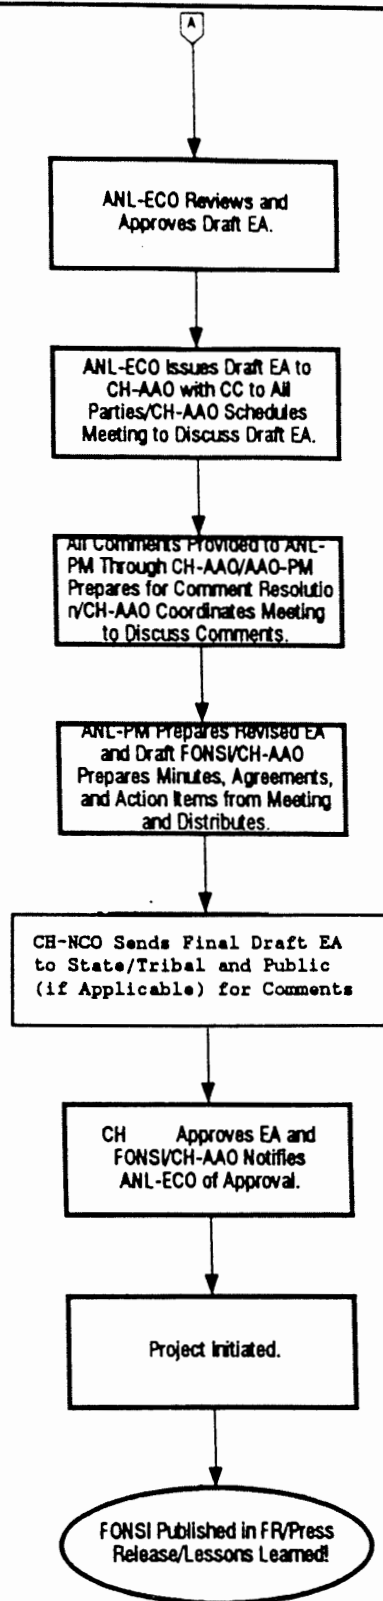 A
ANL-ECO Reviews and
Approves Draft EA.
ANL-ECO Issues Draft EA to
CH-AAO with CC to All
Parties/CH-AAO Schedules
Meeting to Discuss Draft EA.
All Comments Provided to ANL-
PM Through CH-AAO/AAO-PM
Prepares for Comment Resolutio
n/CH-AAO Coordinates Meeting
to Discuss Comments.
ANL-PM Prepares Revised EA
and Draft FONSI/CH-AAO
Prepares Minutes, Agreements,
and Action Items from Meeting
and Distributes.
CH-NCO Sends Final Draft EA
to State/Tribal and Public
(if Applicable) for Comments
CH Approves EA and
FONSI/CH-AAO Notifies
ANL-ECO of Approval.
Project Initiated.
FONSI Published in FR/Press
Release/Lessons Learned!